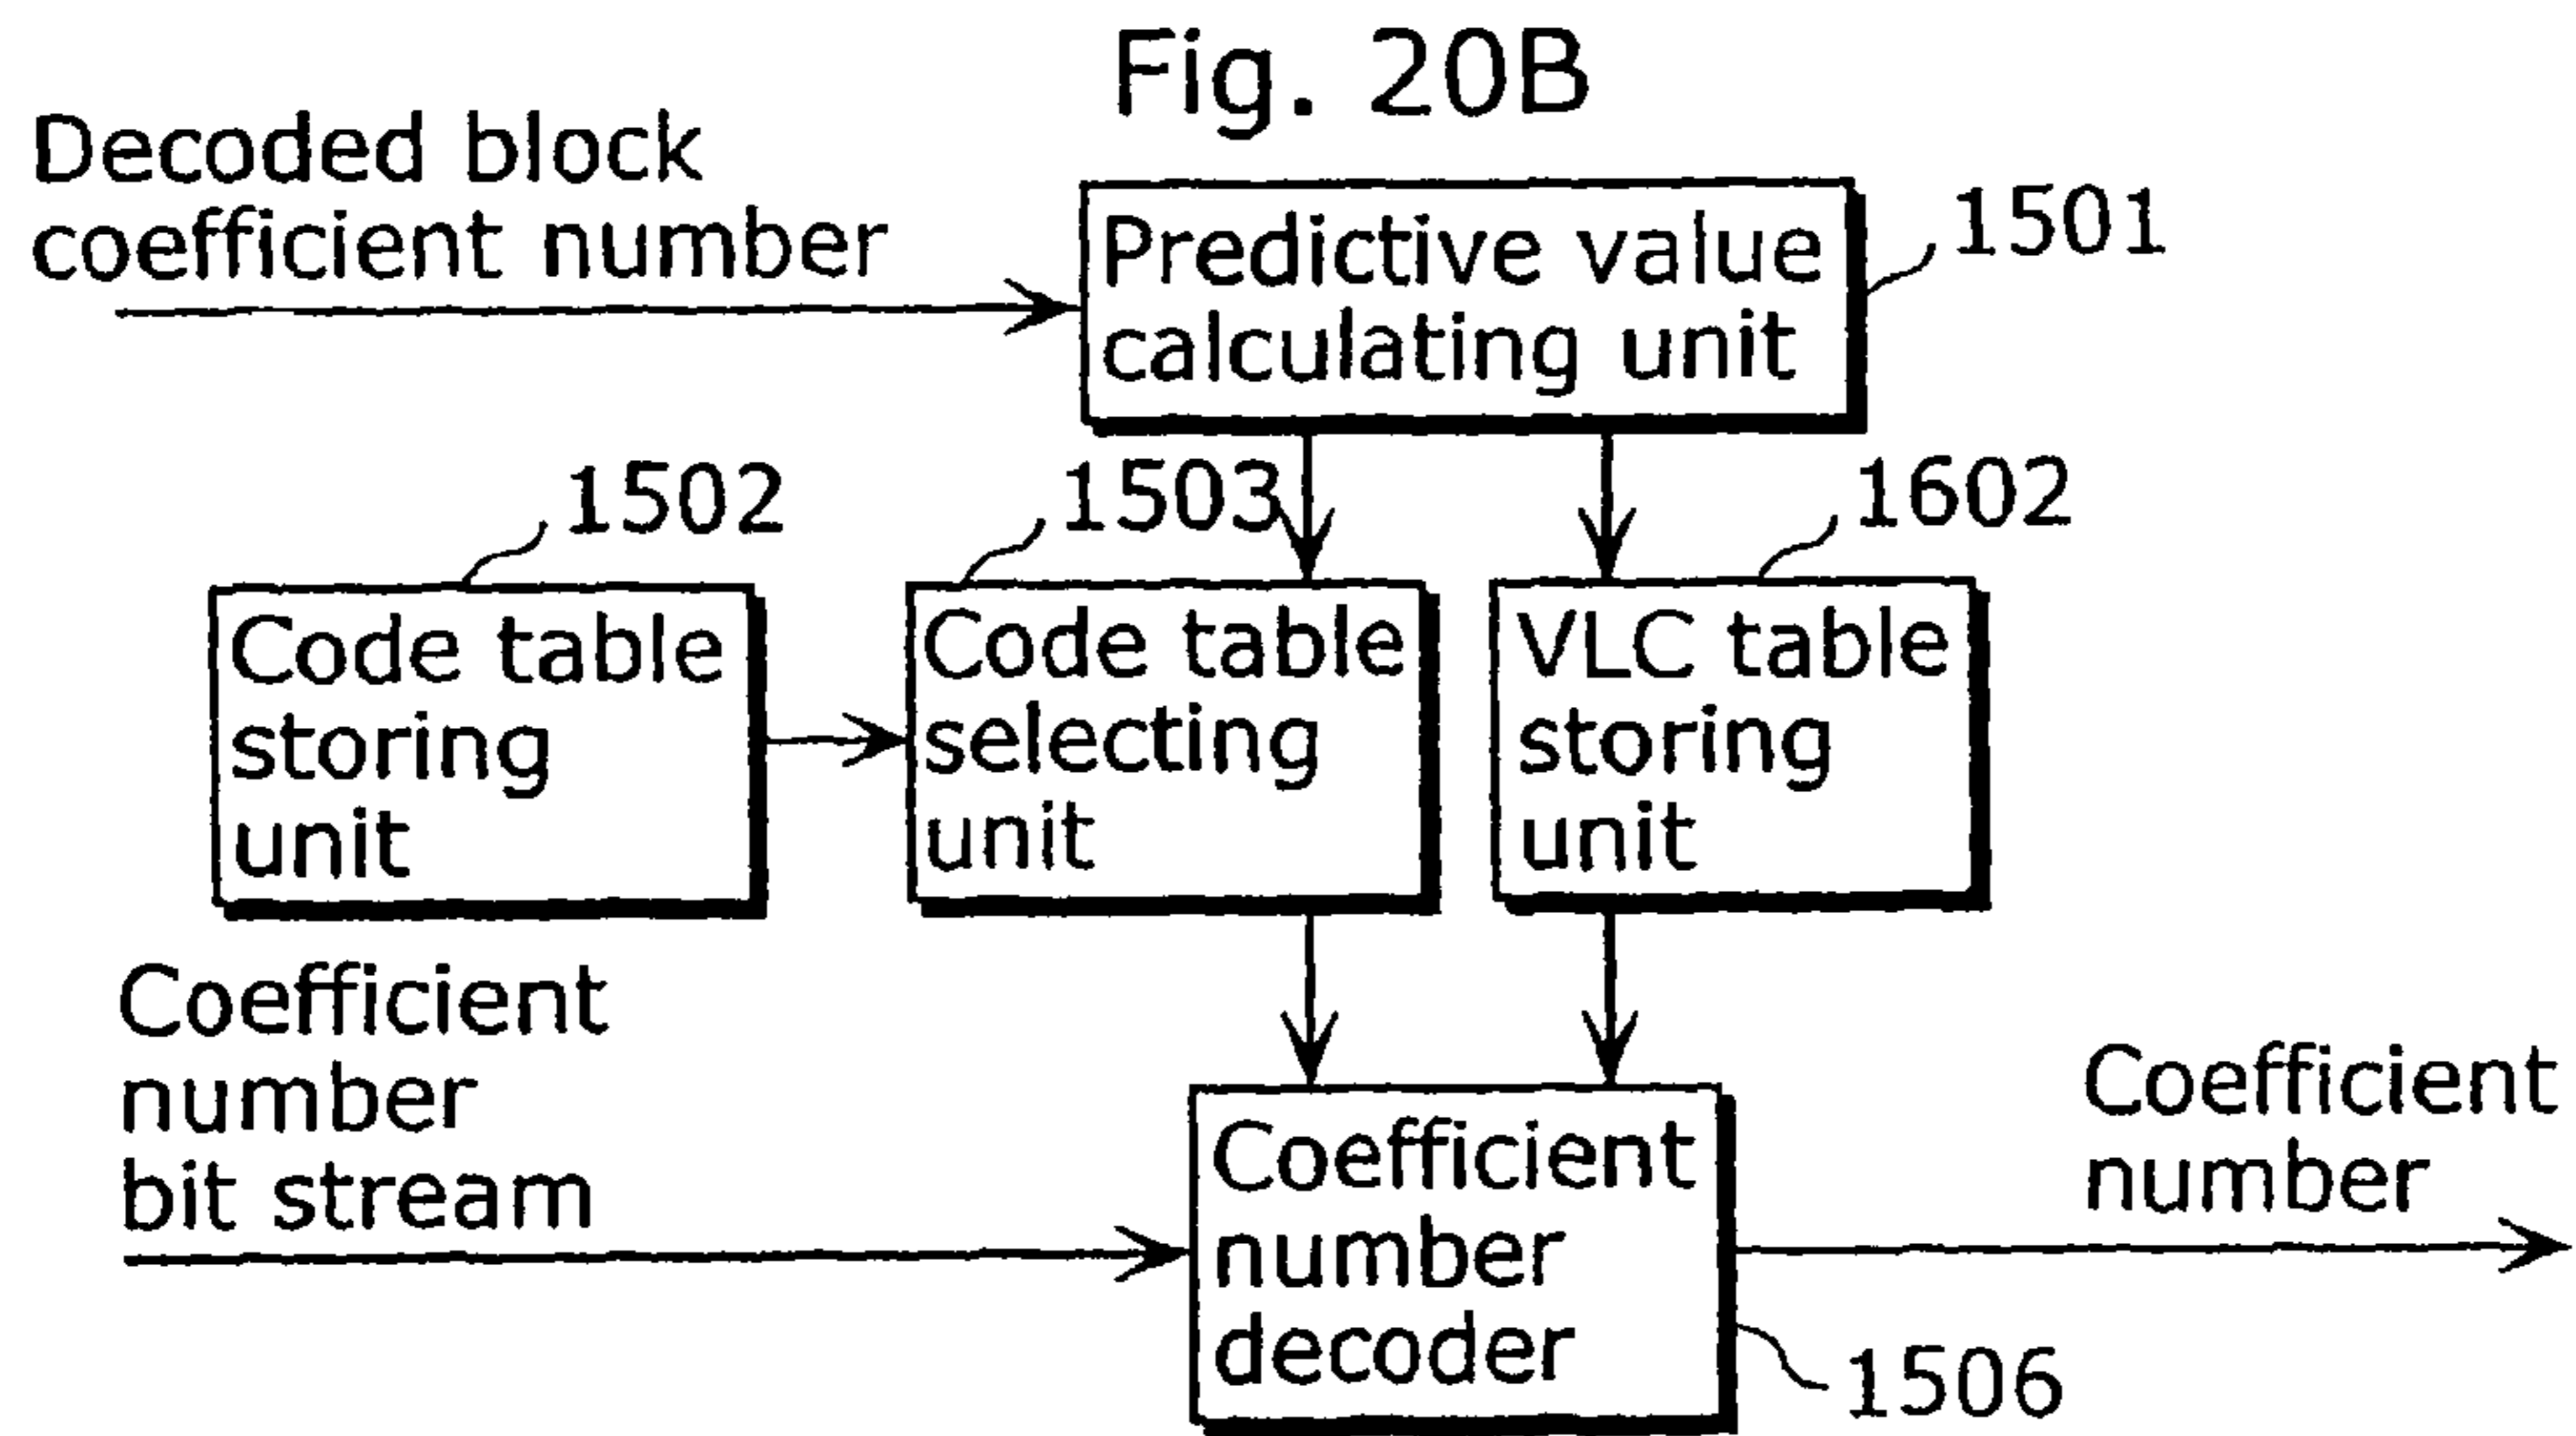 Fig. 20B
Decoded block
coefficient number
Predictive value
calculating unit
1501
1502
1503
1602
Code table
storing
unit
Code table
selecting
unit
VLC table
storing
unit
Coefficient
number
bit stream
Coefficient
number
decoder
Coefficient
number
1506